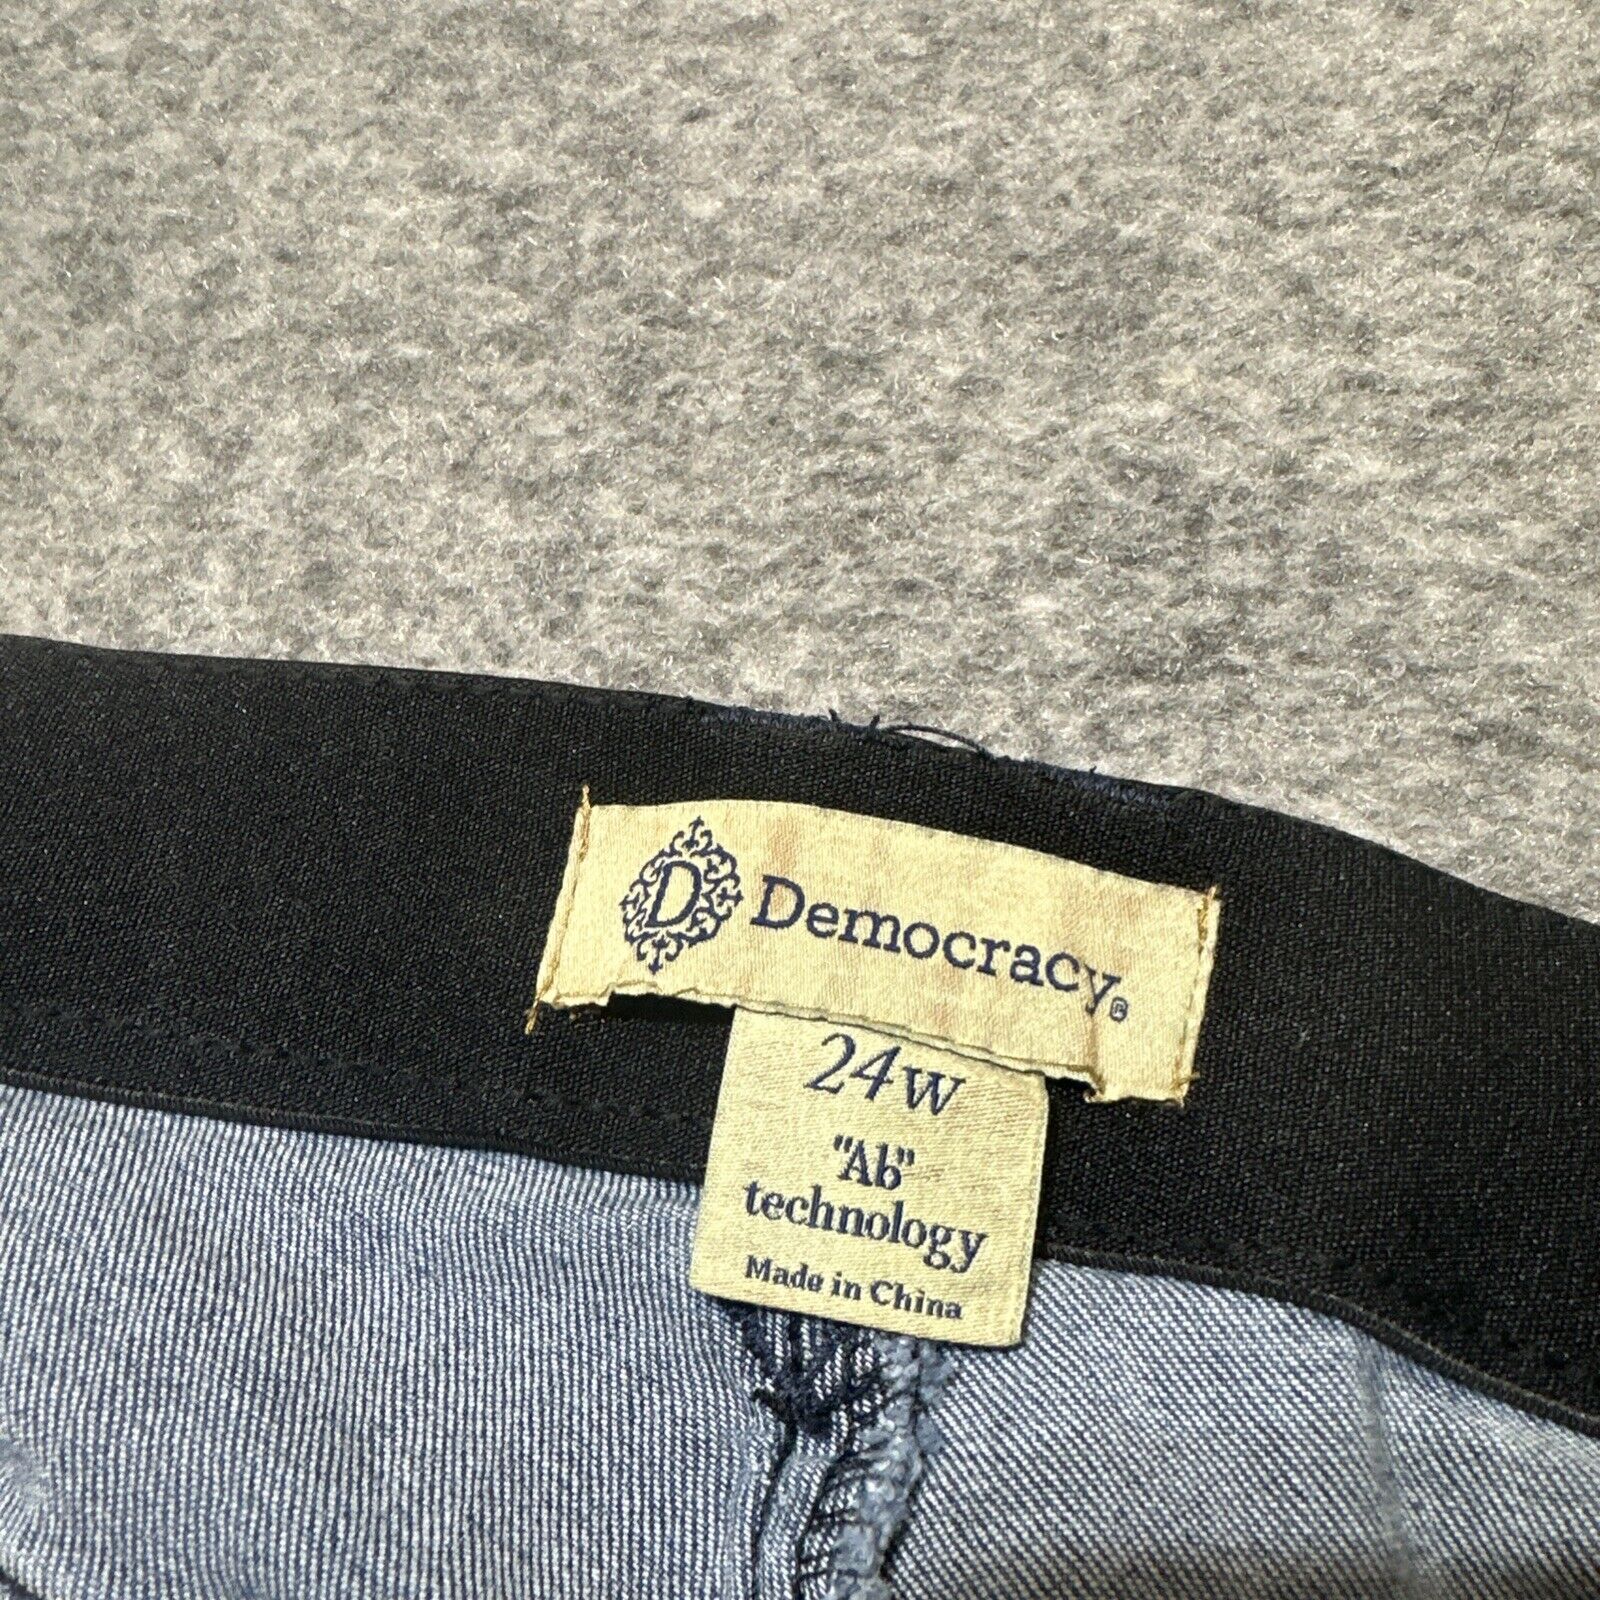 D Democracy®
24W
"Ab"
technology
Made in China